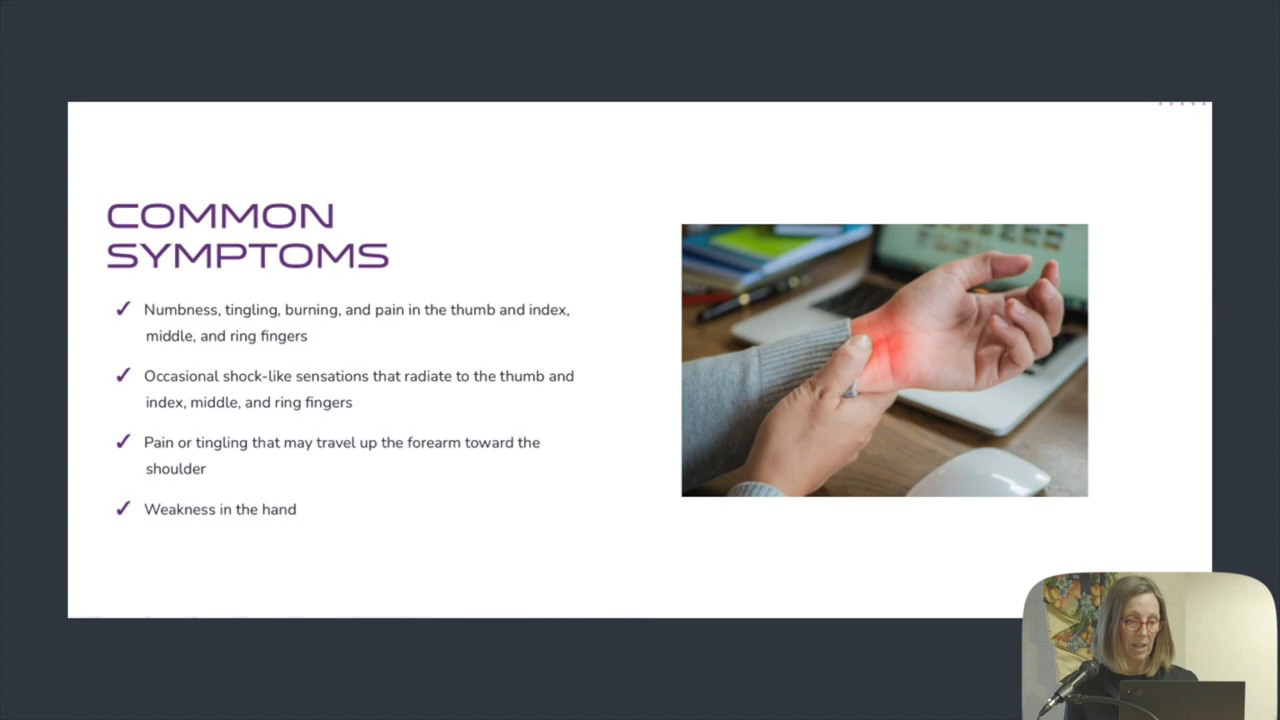 COMMON
SYMPTOMS
✓ Numbness, tingling, burning, and pain in the thumb and index,
middle, and ring fingers
✓ Occasional shock-like sensations that radiate to the thumb and
index, middle, and ring fingers
✓ Pain or tingling that may travel up the forearm toward the
shoulder
✓ Weakness in the hand